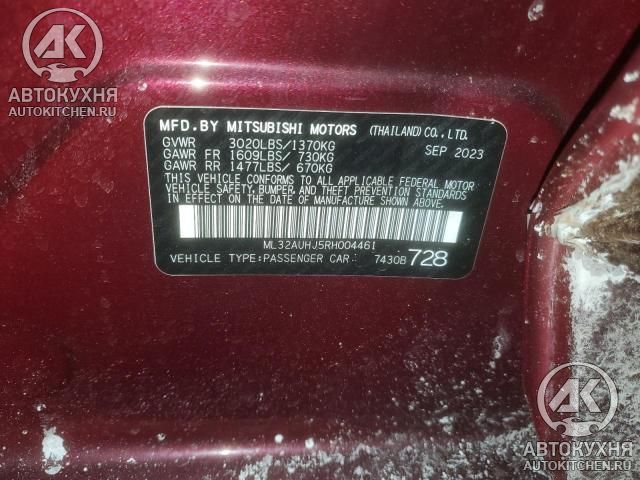 АК
АВТОКУХНЯ
AUTOKITCHEN.RU
MFD.BY MITSUBISHI MOTORS (THAILAND) CO., LTD.
GVWR 3020LBS/1370KG SEP 2023
GAWR FR 1609LBS/ 730KG
GAWR RR 1477LBS/ 670KG
THIS VEHICLE CONFORMS TO ALL APPLICABLE FEDERAL MOTOR
VEHICLE SAFETY, BUMPER, AND THEFT PREVENTION STANDARDS
IN EFFECT ON THE DATE OF MANUFACTURE SHOWN ABOVE.
ML32AUHJ5RH004461
VEHICLE TYPE:PASSENGER CAR. 7430B 728
АК
АВТОКУХНЯ
AUTOKITCHEN.RU